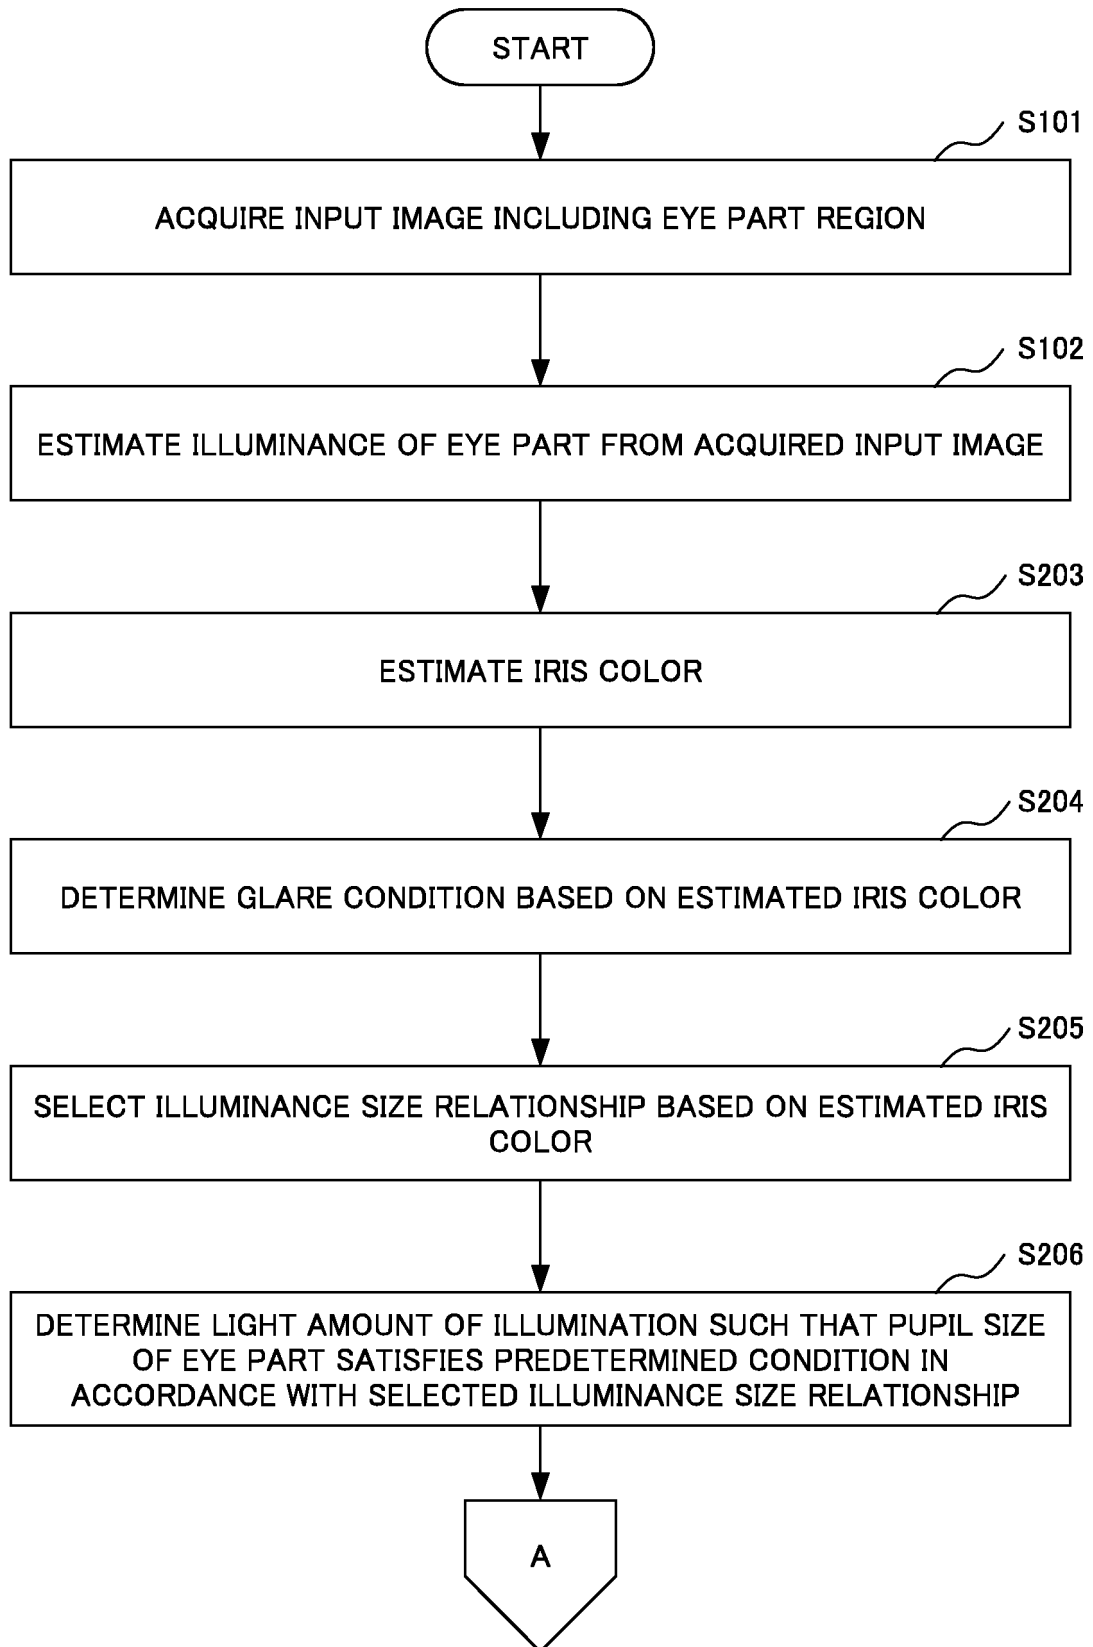 START
S101
ACQUIRE INPUT IMAGE INCLUDING EYE PART REGION
S102
ESTIMATE ILLUMINANCE OF EYE PART FROM ACQUIRED INPUT IMAGE
S203
ESTIMATE IRIS COLOR
S204
DETERMINE GLARE CONDITION BASED ON ESTIMATED IRIS COLOR
S205
SELECT ILLUMINANCE SIZE RELATIONSHIP BASED ON ESTIMATED IRIS
COLOR
S206
DETERMINE LIGHT AMOUNT OF ILLUMINATION SUCH THAT PUPIL SIZE
OF EYE PART SATISFIES PREDETERMINED CONDITION IN
ACCORDANCE WITH SELECTED ILLUMINANCE SIZE RELATIONSHIP
A